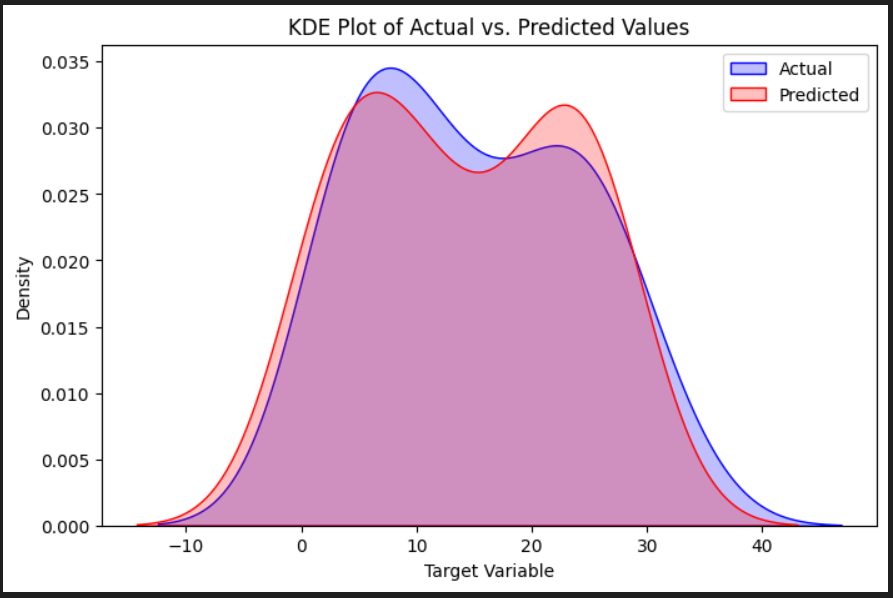 KDE Plot of Actual vs. Predicted Values
Actual
Predicted
0.035
0.030
0.025
0.020
0.015
0.010
0.005
0.000
Density
−10
0
10
20
30
40
Target Variable